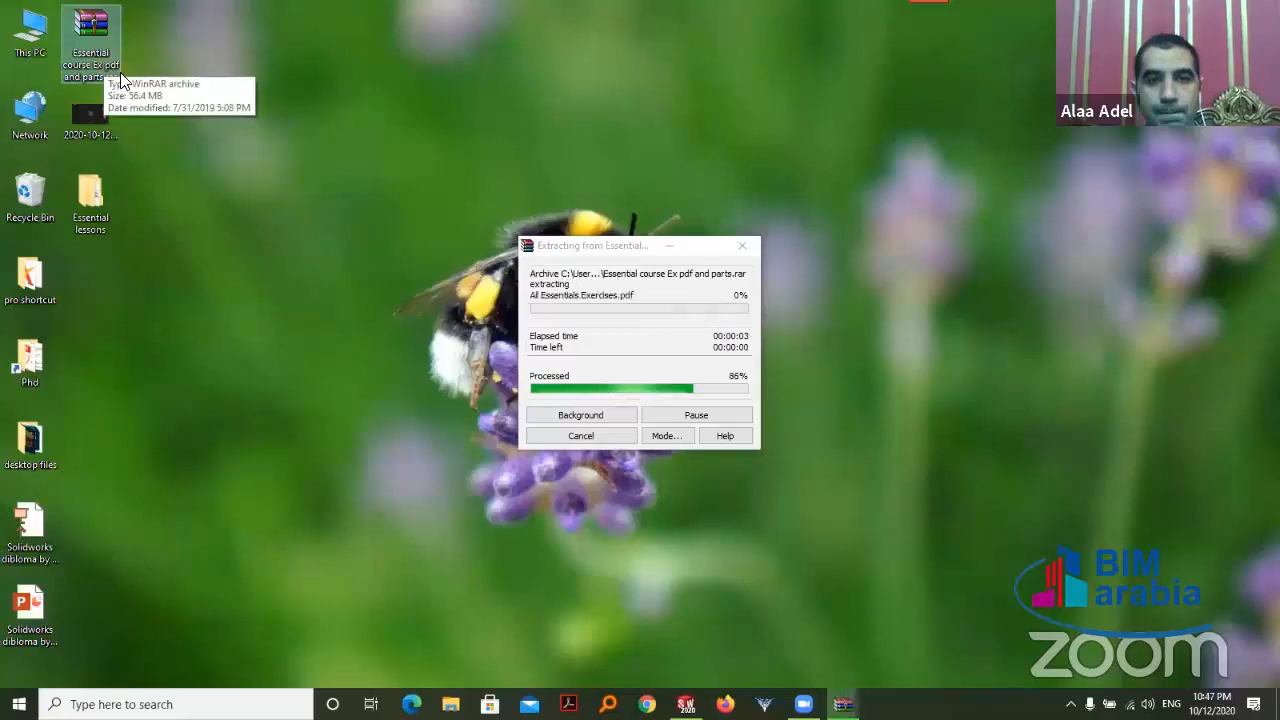 This PC
Essential
course Ex pdf
and parts
WinRAR archive
Size: 56.4 MB
Date modified: 7/31/2019 5:08 PM
Network
2020-10-12...
Recycle Bin
Essential
lessons
pro shortcut
Phd
desktop files
Solidworks
dibloma by...
Solidworks
dibloma by...
Alaa Adel
Extracting from Essential...
Archive C:\User...\Essential course Ex pdf and parts.rar
extracting
All Essentials Exercises.pdf 0%
Elapsed time 00:00:03
Time left 00:00:00
Processed 86%
Background Pause
Cancel Mode... Help
BIM
arabia
zoom
Type here to search
SW
2020
ENG
10:47 PM
10/12/2020